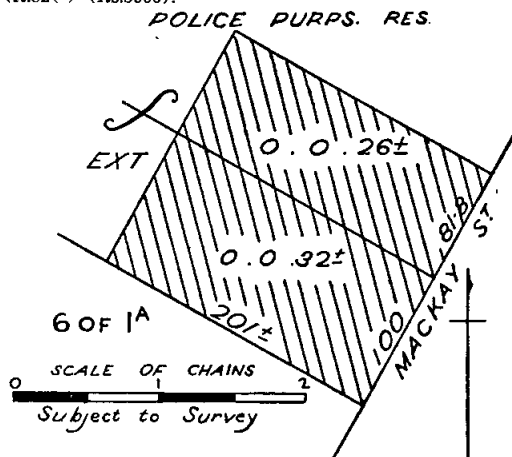 POLICE PURPS. RES.
EXT
0. 0. 26±
81·8
0. 0. 32±
MACKAY ST.
100
201±
6 OF 1A
SCALE OF CHAINS
0 1 2
Subject to Survey